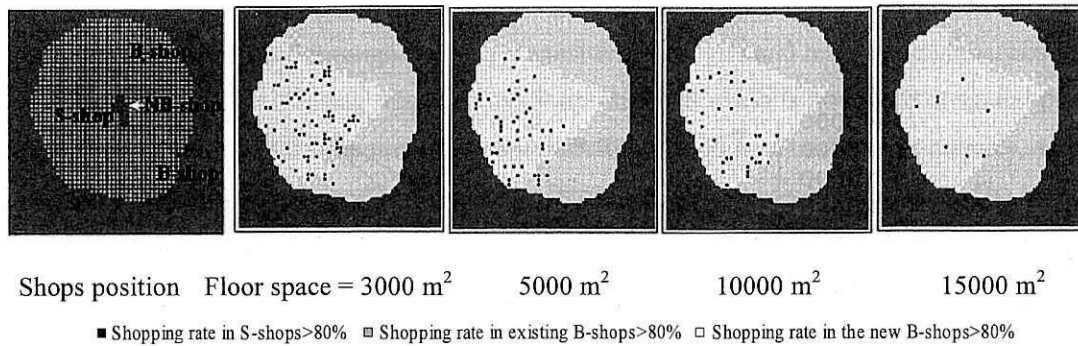 B-shop
NB-shop
S-shop
B-shop
Shops position Floor space = 3000 m² 5000 m² 10000 m² 15000 m²
■ Shopping rate in S-shops>80% ■ Shopping rate in existing B-shops>80% □ Shopping rate in the new B-shops>80%